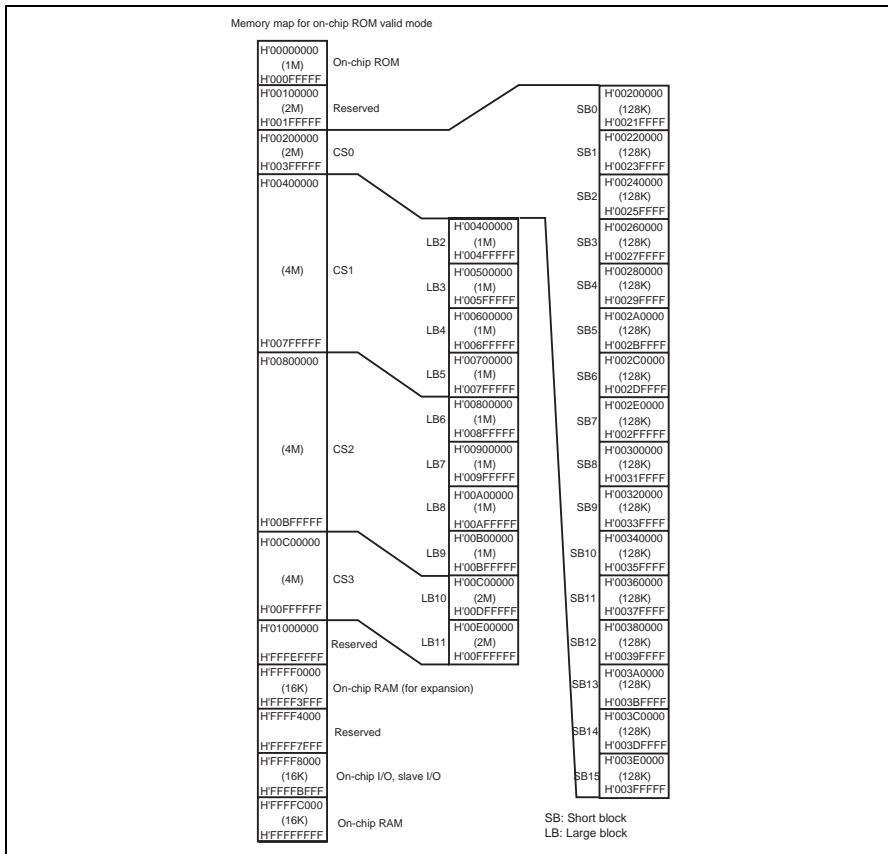 Memory map for on-chip ROM valid mode
H'00000000
(1M)
H'000FFFFF
On-chip ROM
H'00100000
(2M)
H'001FFFFF
Reserved
H'00200000
(2M)
H'003FFFFF
CS0
H'00400000
(4M)
H'007FFFFF
CS1
H'00800000
(4M)
H'00BFFFFF
CS2
H'00C00000
(4M)
H'00FFFFFF
CS3
H'01000000
H'FFFEFFFF
Reserved
H'FFFF0000
(16K)
H'FFFF3FFF
On-chip RAM (for expansion)
H'FFFF4000
H'FFFF7FFF
Reserved
H'FFFF8000
(16K)
H'FFFFBFFF
On-chip I/O, slave I/O
H'FFFFC000
(16K)
H'FFFFFFFF
On-chip RAM
LB2
H'00400000
(1M)
H'004FFFFF
LB3
H'00500000
(1M)
H'005FFFFF
LB4
H'00600000
(1M)
H'006FFFFF
LB5
H'00700000
(1M)
H'007FFFFF
LB6
H'00800000
(1M)
H'008FFFFF
LB7
H'00900000
(1M)
H'009FFFFF
LB8
H'00A00000
(1M)
H'00AFFFFF
LB9
H'00B00000
(1M)
H'00BFFFFF
LB10
H'00C00000
(2M)
H'00DFFFFF
LB11
H'00E00000
(2M)
H'00FFFFFF
SB0
H'00200000
(128K)
H'0021FFFF
SB1
H'00220000
(128K)
H'0023FFFF
SB2
H'00240000
(128K)
H'0025FFFF
SB3
H'00260000
(128K)
H'0027FFFF
SB4
H'00280000
(128K)
H'0029FFFF
SB5
H'002A0000
(128K)
H'002BFFFF
SB6
H'002C0000
(128K)
H'002DFFFF
SB7
H'002E0000
(128K)
H'002FFFFF
SB8
H'00300000
(128K)
H'0031FFFF
SB9
H'00320000
(128K)
H'0033FFFF
SB10
H'00340000
(128K)
H'0035FFFF
SB11
H'00360000
(128K)
H'0037FFFF
SB12
H'00380000
(128K)
H'0039FFFF
SB13
H'003A0000
(128K)
H'003BFFFF
SB14
H'003C0000
(128K)
H'003DFFFF
SB15
H'003E0000
(128K)
H'003FFFFF
SB: Short block
LB: Large block